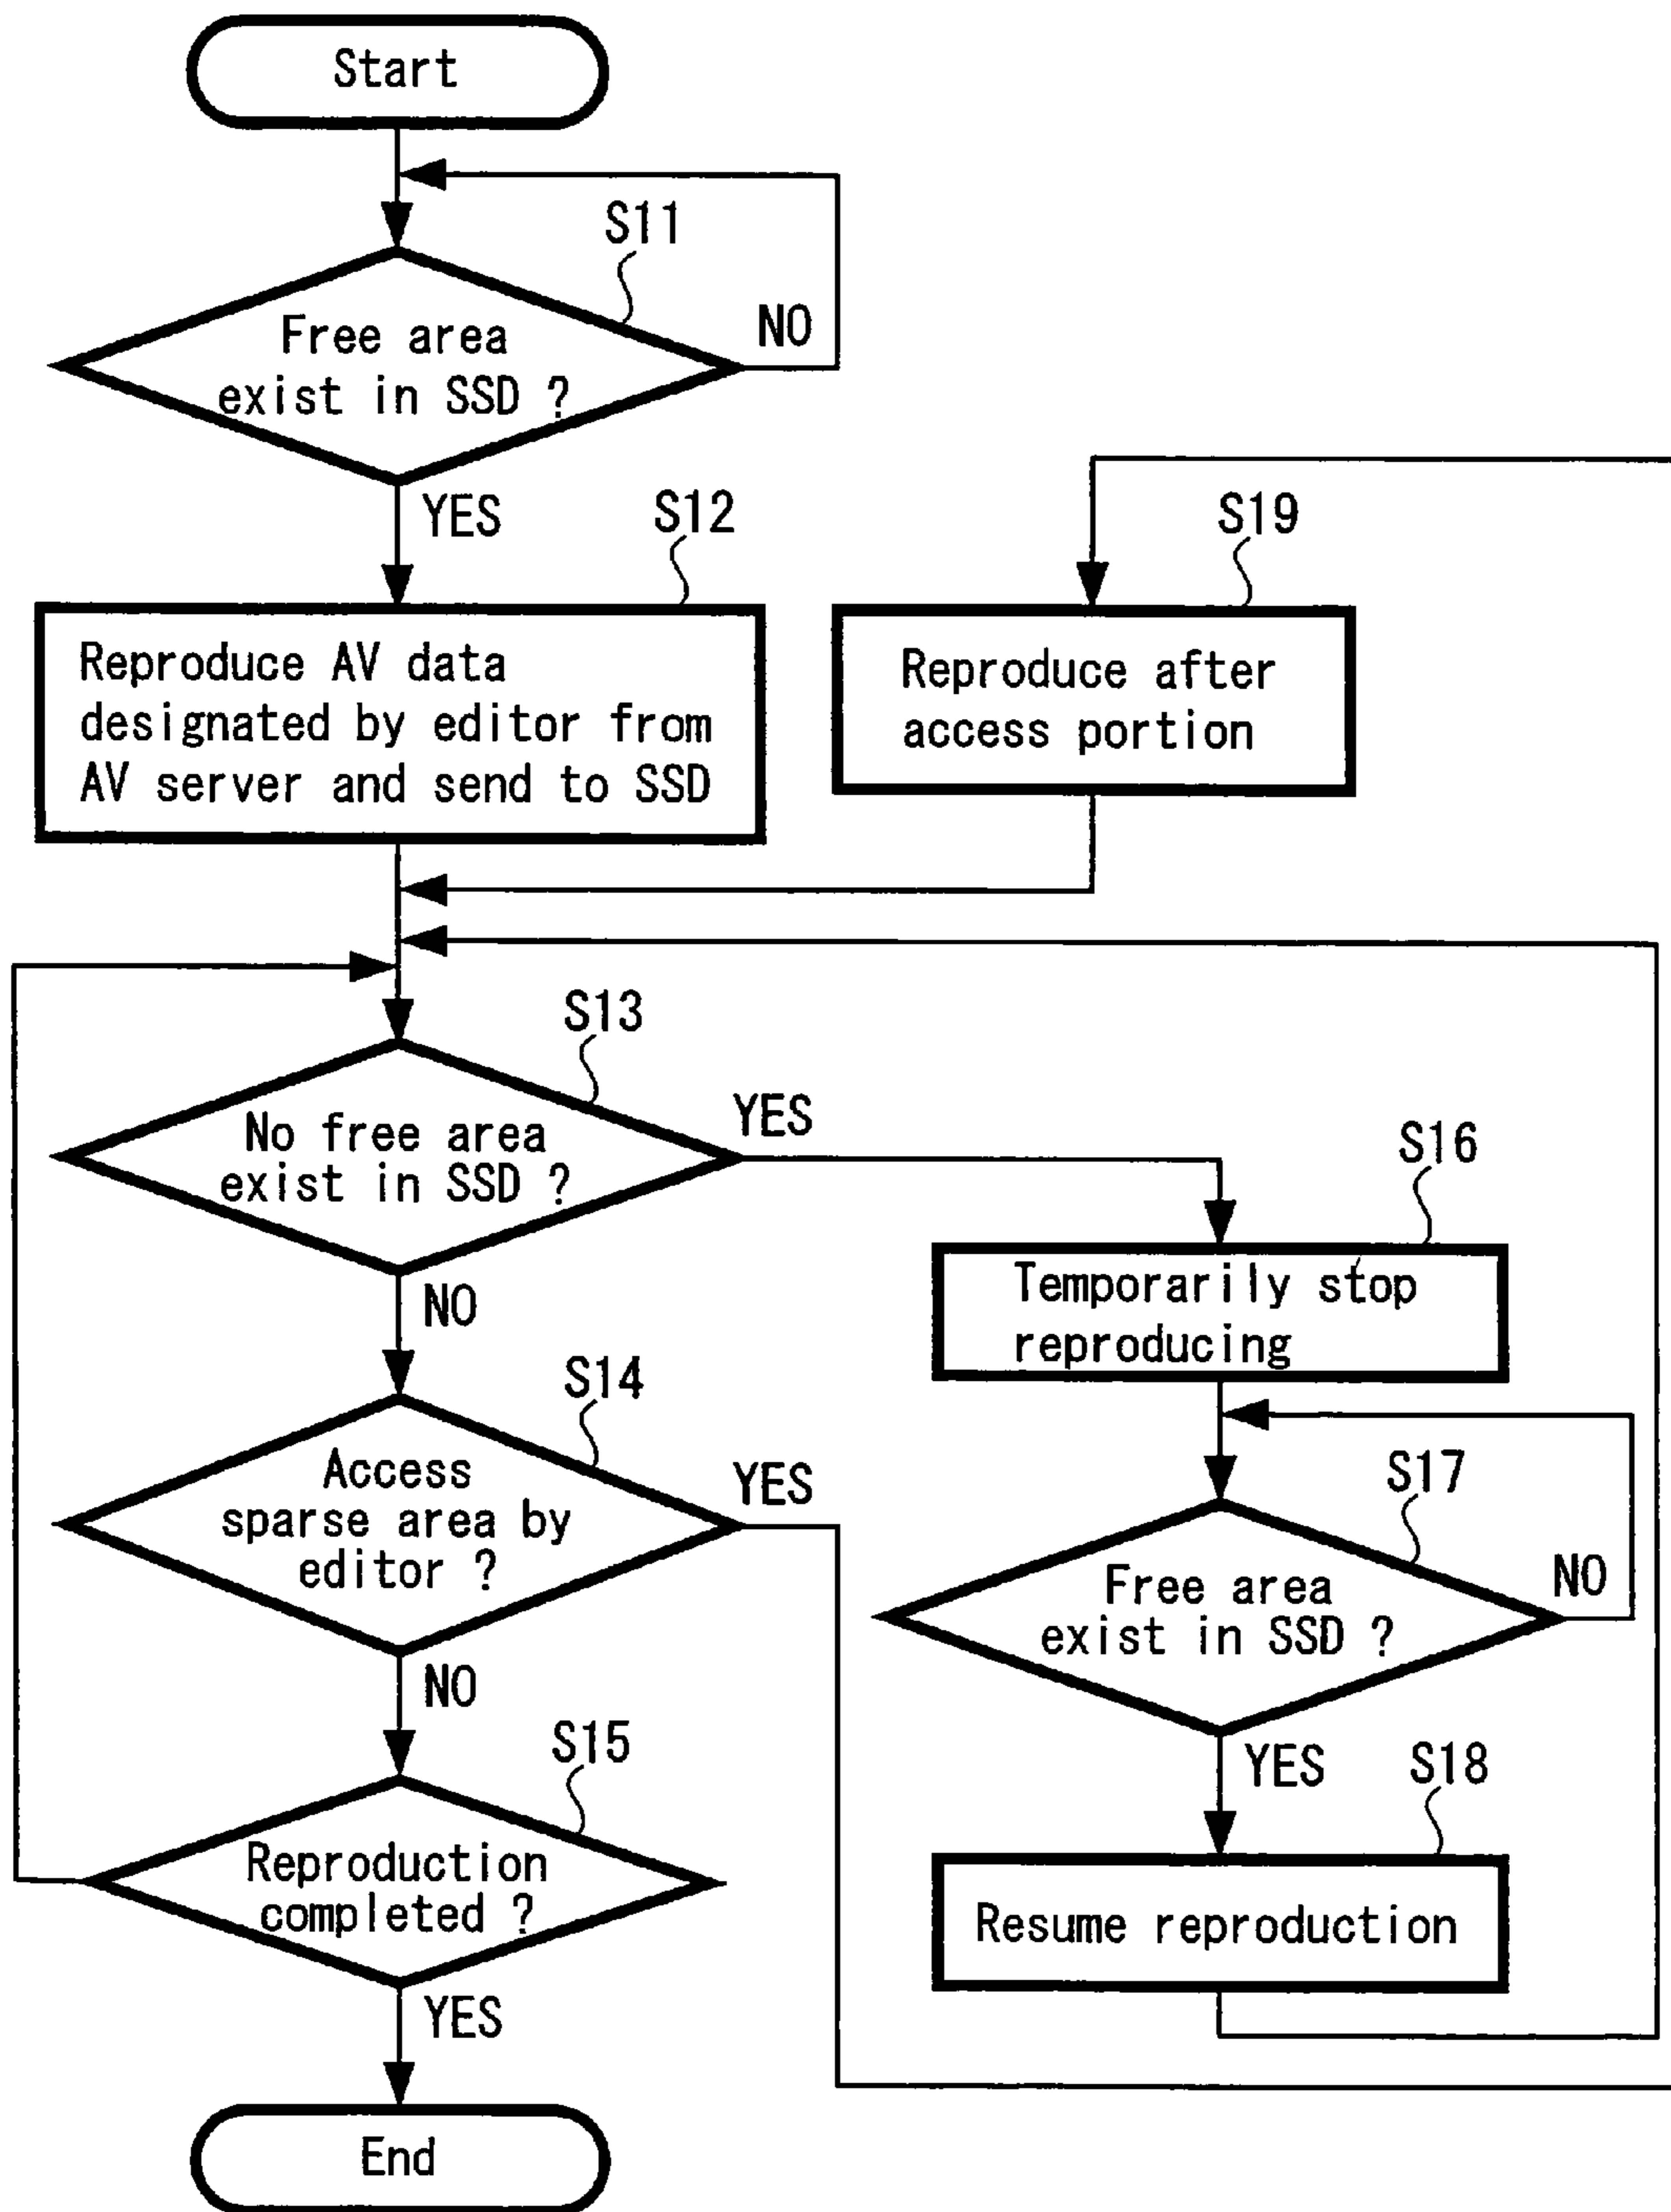 Start
S11
Free area
exist in SSD ?
NO
YES
S12
Reproduce AV data
designated by editor from
AV server and send to SSD
S19
Reproduce after
access portion
S13
No free area
exist in SSD ?
YES
NO
S16
Temporarily stop
reproducing
S14
Access
sparse area by
editor ?
YES
NO
S17
Free area
exist in SSD ?
NO
YES
S15
Reproduction
completed ?
YES
S18
Resume reproduction
End